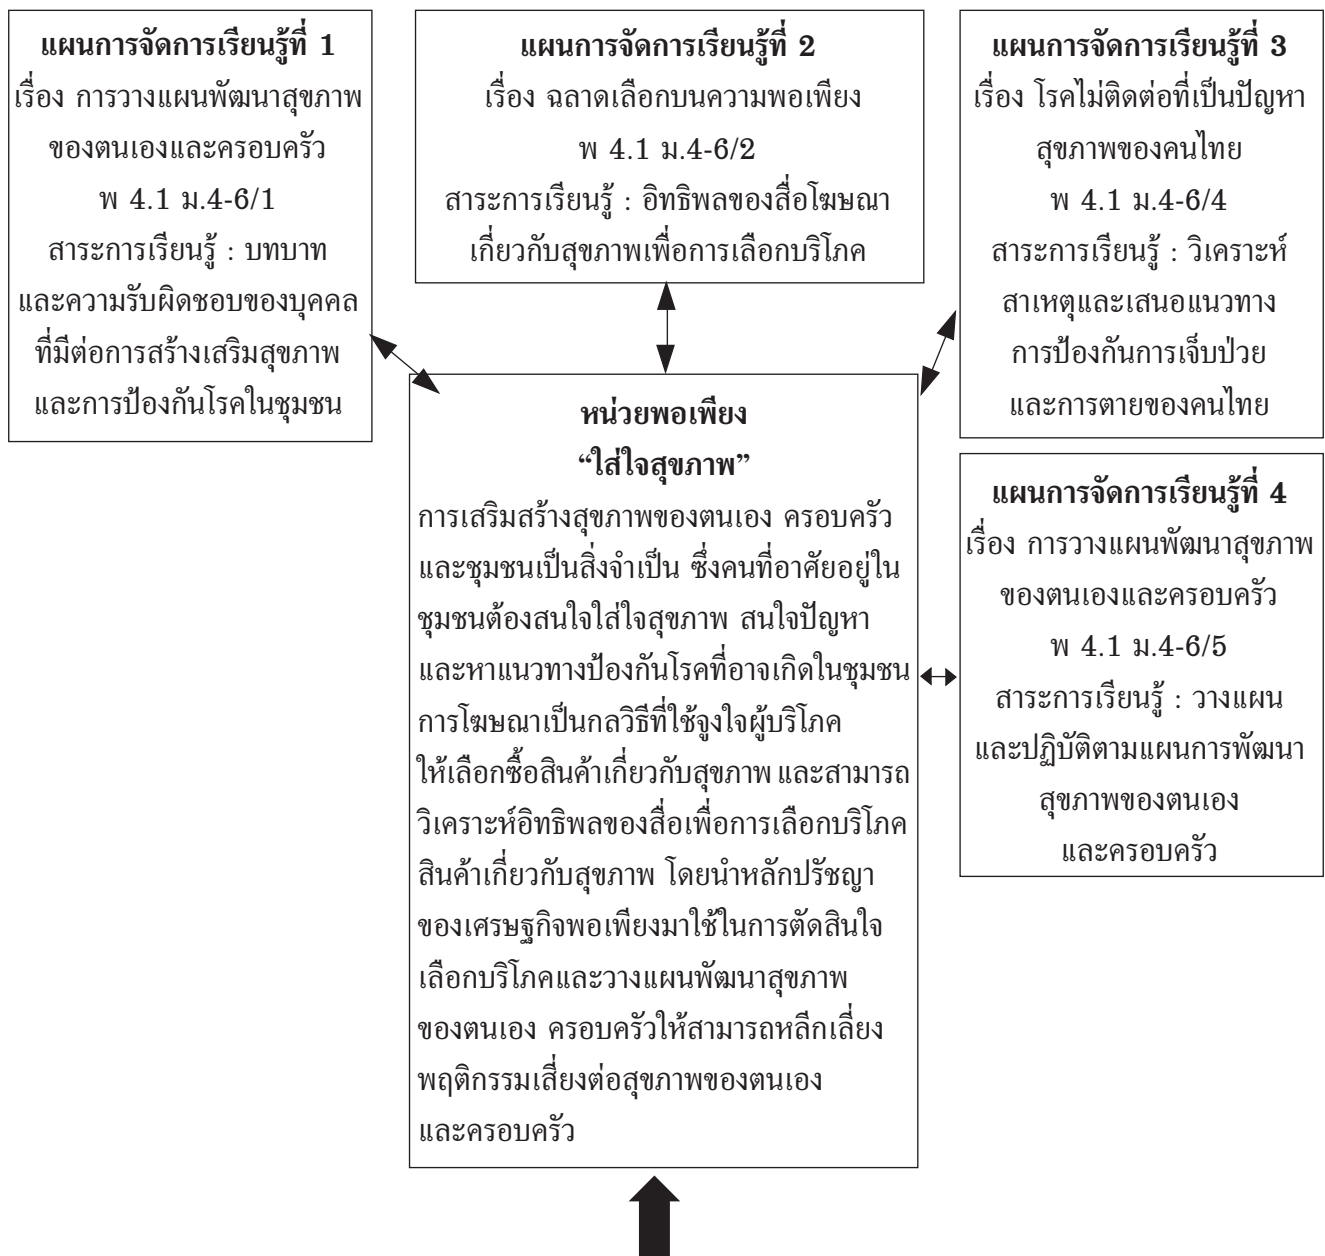 แผนการจัดการเรียนรู้ที่ 1
เรื่อง การวางแผนพัฒนาสุขภาพ
ของตนเองและครอบครัว
พ 4.1 ม.4-6/1
สาระการเรียนรู้ : บทบาท
และความรับผิดชอบของบุคคล
ที่มีต่อการสร้างเสริมสุขภาพ
และการป้องกันโรคในชุมชน
แผนการจัดการเรียนรู้ที่ 2
เรื่อง ฉลาดเลือกบนความพอเพียง
พ 4.1 ม.4-6/2
สาระการเรียนรู้ : อิทธิพลของสื่อโฆษณา
เกี่ยวกับสุขภาพเพื่อการเลือกบริโภค
แผนการจัดการเรียนรู้ที่ 3
เรื่อง โรคไม่ติดต่อที่เป็นปัญหา
สุขภาพของคนไทย
พ 4.1 ม.4-6/4
สาระการเรียนรู้ : วิเคราะห์
สาเหตุและเสนอแนวทาง
การป้องกันการเจ็บป่วย
และการตายของคนไทย
หน่วยพอเพียง
“ใส่ใจสุขภาพ”
การเสริมสร้างสุขภาพของตนเอง ครอบครัว
และชุมชนเป็นสิ่งจำเป็น ซึ่งคนที่อาศัยอยู่ใน
ชุมชนต้องสนใจใส่ใจสุขภาพ สนใจปัญหา
และหาแนวทางป้องกันโรคที่อาจเกิดในชุมชน
การโฆษณาเป็นกลวิธีที่ใช้จูงใจผู้บริโภค
ให้เลือกซื้อสินค้าเกี่ยวกับสุขภาพ และสามารถ
วิเคราะห์อิทธิพลของสื่อเพื่อการเลือกบริโภค
สินค้าเกี่ยวกับสุขภาพ โดยนำหลักปรัชญา
ของเศรษฐกิจพอเพียงมาใช้ในการตัดสินใจ
เลือกบริโภคและวางแผนพัฒนาสุขภาพ
ของตนเอง ครอบครัวให้สามารถหลีกเลี่ยง
พฤติกรรมเสี่ยงต่อสุขภาพของตนเอง
และครอบครัว
แผนการจัดการเรียนรู้ที่ 4
เรื่อง การวางแผนพัฒนาสุขภาพ
ของตนเองและครอบครัว
พ 4.1 ม.4-6/5
สาระการเรียนรู้ : วางแผน
และปฏิบัติตามแผนการพัฒนา
สุขภาพของตนเอง
และครอบครัว